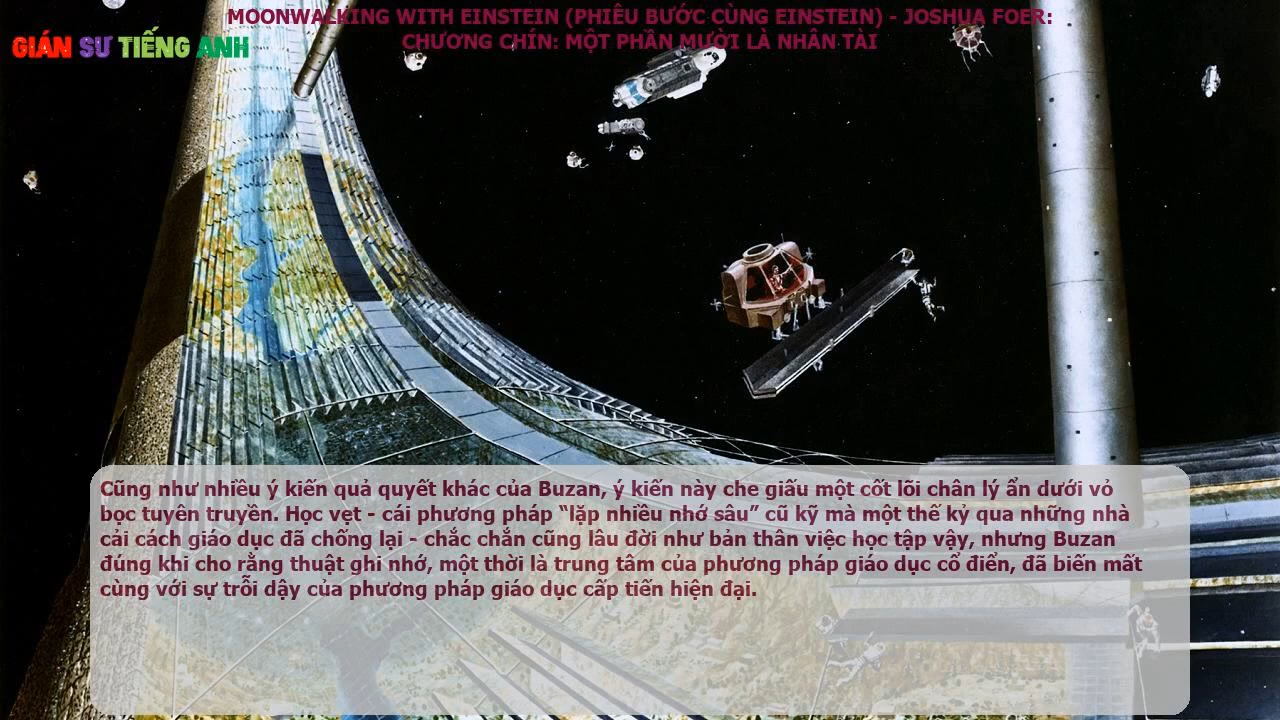 MOONWALKING WITH EINSTEIN (PHIÊU BƯỚC CÙNG EINSTEIN) - JOSHUA FOER:
CHƯƠNG CHÍN: MỘT PHẦN MƯỜI LÀ NHÂN TÀI
GIÁN SƯ TIẾNG ANH
Cũng như nhiều ý kiến quả quyết khác của Buzan, ý kiến này che giấu một cốt lõi chân lý ẩn dưới vỏ
bọc tuyên truyền. Học vẹt - cái phương pháp “lặp nhiều nhớ sâu” cũ kỹ mà một thế kỷ qua những nhà
cải cách giáo dục đã chống lại - chắc chắn cũng lâu đời như bản thân việc học tập vậy, nhưng Buzan
đúng khi cho rằng thuật ghi nhớ, một thời là trung tâm của phương pháp giáo dục cổ điển, đã biến mất
cùng với sự trỗi dậy của phương pháp giáo dục cấp tiến hiện đại.